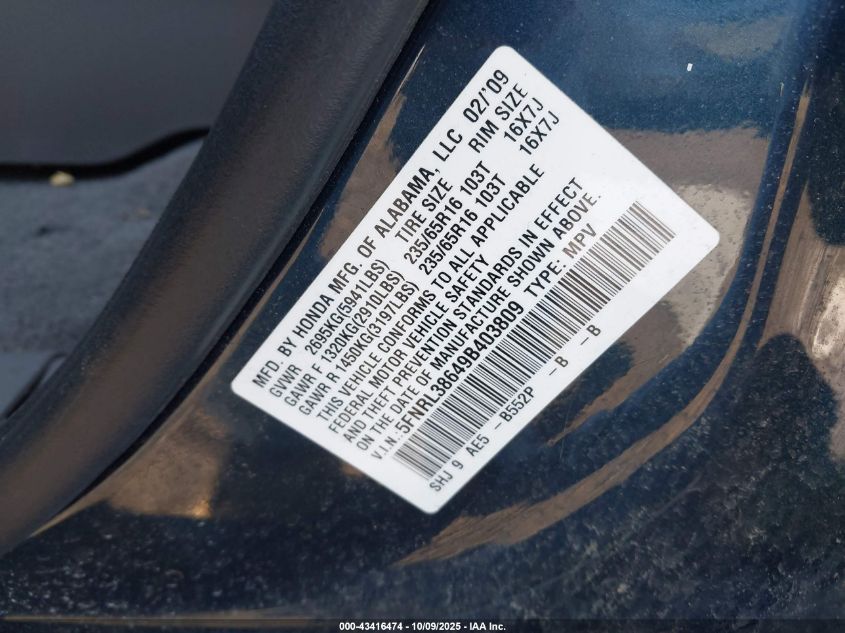 MFD. BY HONDA MFG. OF ALABAMA, LLC 02/'09
GVWR 2695KG(5941LBS) TIRE SIZE RIM SIZE
GAWR F 1320KG(2910LBS) 235/65R16 103T 16X7J
GAWR R 1450KG(3197LBS) 235/65R16 103T 16X7J
THIS VEHICLE CONFORMS TO ALL APPLICABLE
FEDERAL MOTOR VEHICLE SAFETY
AND THEFT PREVENTION STANDARDS IN EFFECT
ON THE DATE OF MANUFACTURE SHOWN ABOVE.
V.I.N.:5FNRL38649B403809 TYPE: MPV
SHJ 9 AE5 -B552P -B -B
000-43416474 - 10/09/2025 - IAA Inc.